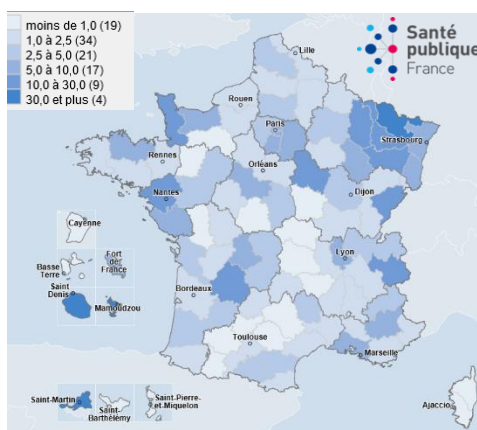 moins de 1,0 (19)
1,0 à 2,5 (34)
2,5 à 5,0 (21)
5,0 à 10,0 (17)
10,0 à 30,0 (9)
30,0 et plus (4)
Santé
publique
France
Lille
Rouen
Paris
Strasbourg
Rennes
Orléans
Nantes
Dijon
Cayenne
Basse
Terre
Fort
de
France
Lyon
Saint
Denis
Mamoudzou
Bordeaux
Toulouse
Marseille
Saint-Martin
Saint-
Barthélémy
Saint-Pierre
et-Miquelon
Ajaccio